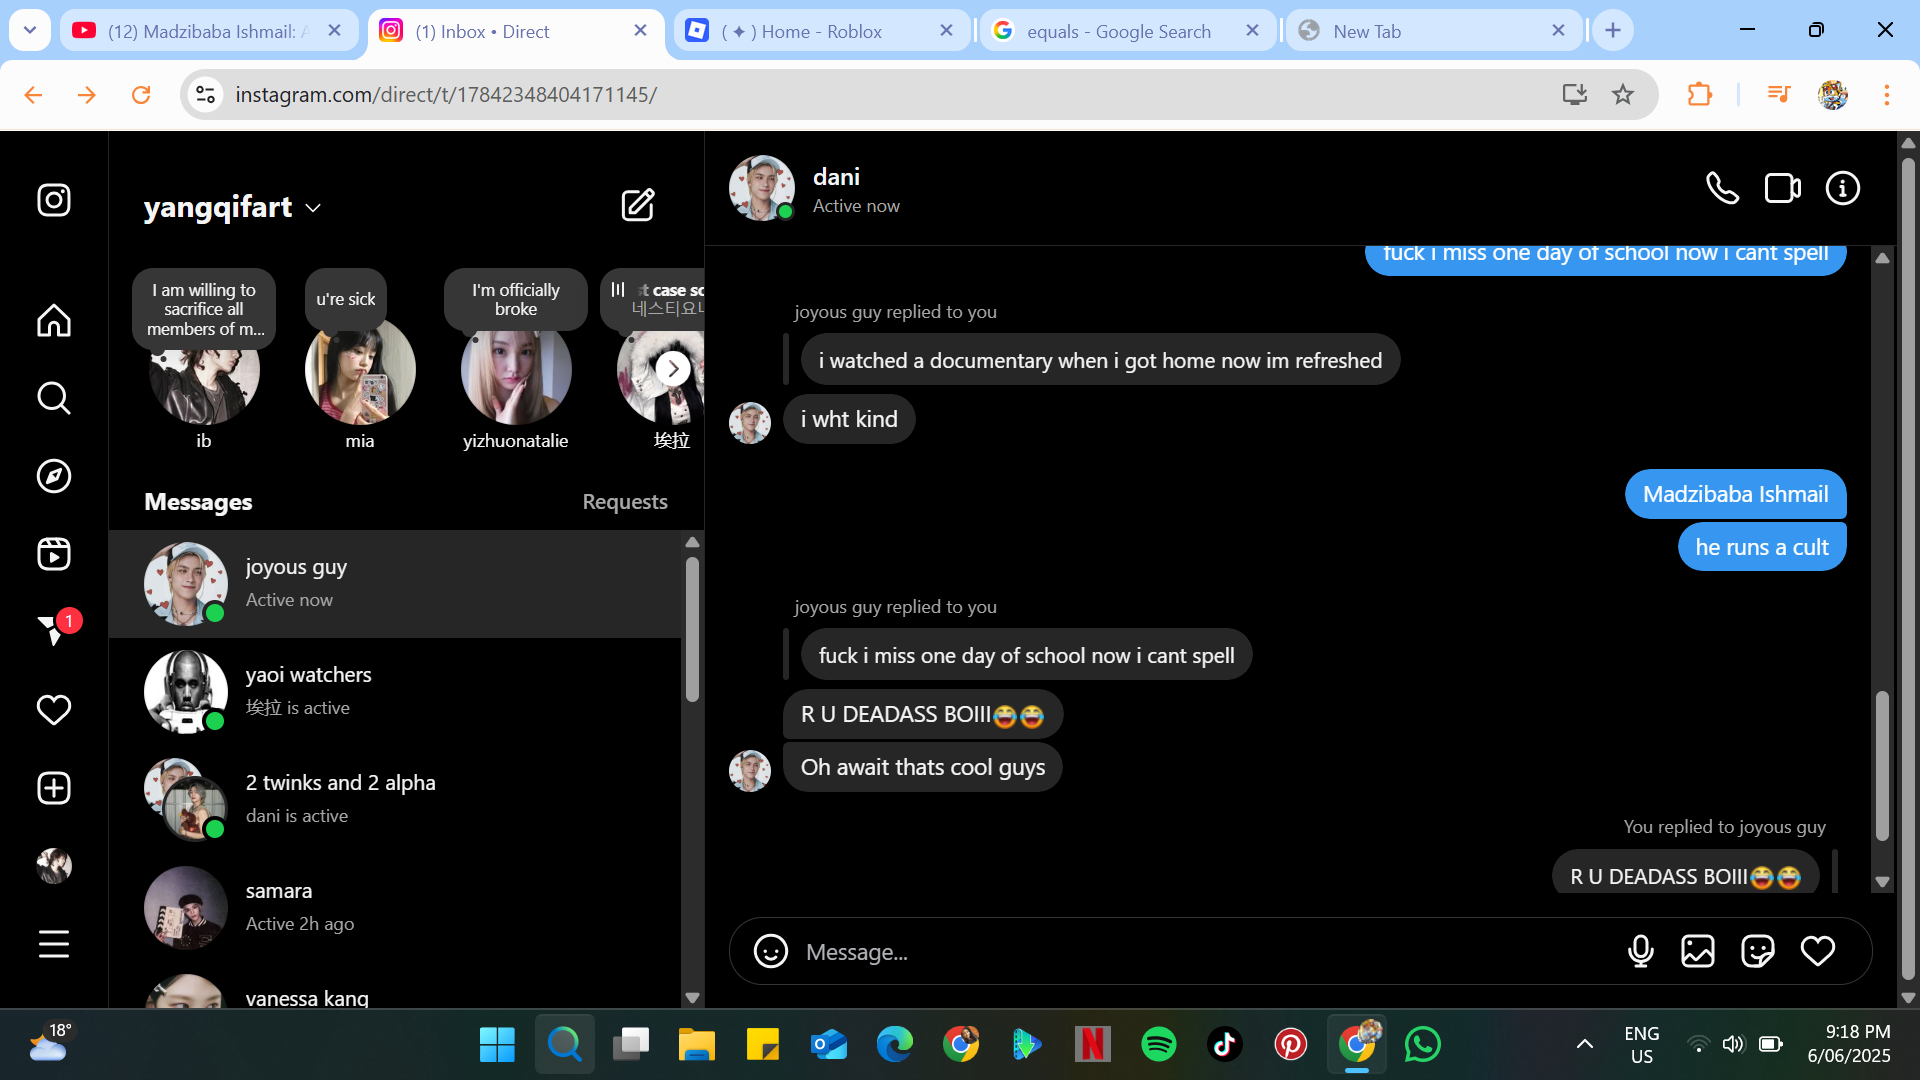 (12) Madzibaba Ishmail: A
(1) Inbox • Direct
( ✦ ) Home - Roblox
equals - Google Search
New Tab
instagram.com/direct/t/17842348404171145/
yangqifart
I am willing to
sacrifice all
members of m...
u're sick
I'm officially
broke
t case sc
네스티요
ib
mia
yizhuonatalie
埃拉
Messages
Requests
joyous guy
Active now
yaoi watchers
埃拉 is active
2 twinks and 2 alpha
dani is active
samara
Active 2h ago
vanessa kang
1
dani
Active now
fuck i miss one day of school now i cant spell
joyous guy replied to you
i watched a documentary when i got home now im refreshed
i wht kind
Madzibaba Ishmail
he runs a cult
joyous guy replied to you
fuck i miss one day of school now i cant spell
R U DEADASS BOIII😂😂
Oh await thats cool guys
You replied to joyous guy
R U DEADASS BOIII😂😂
Message...
18°
ENG
US
9:18 PM
6/06/2025